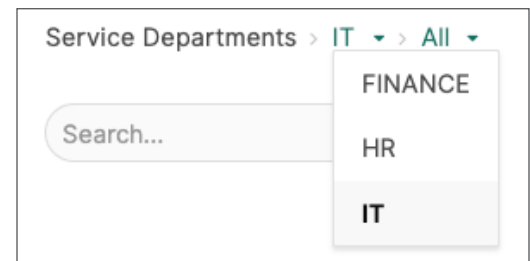 Service Departments > IT > All
FINANCE
Search...
HR
IT